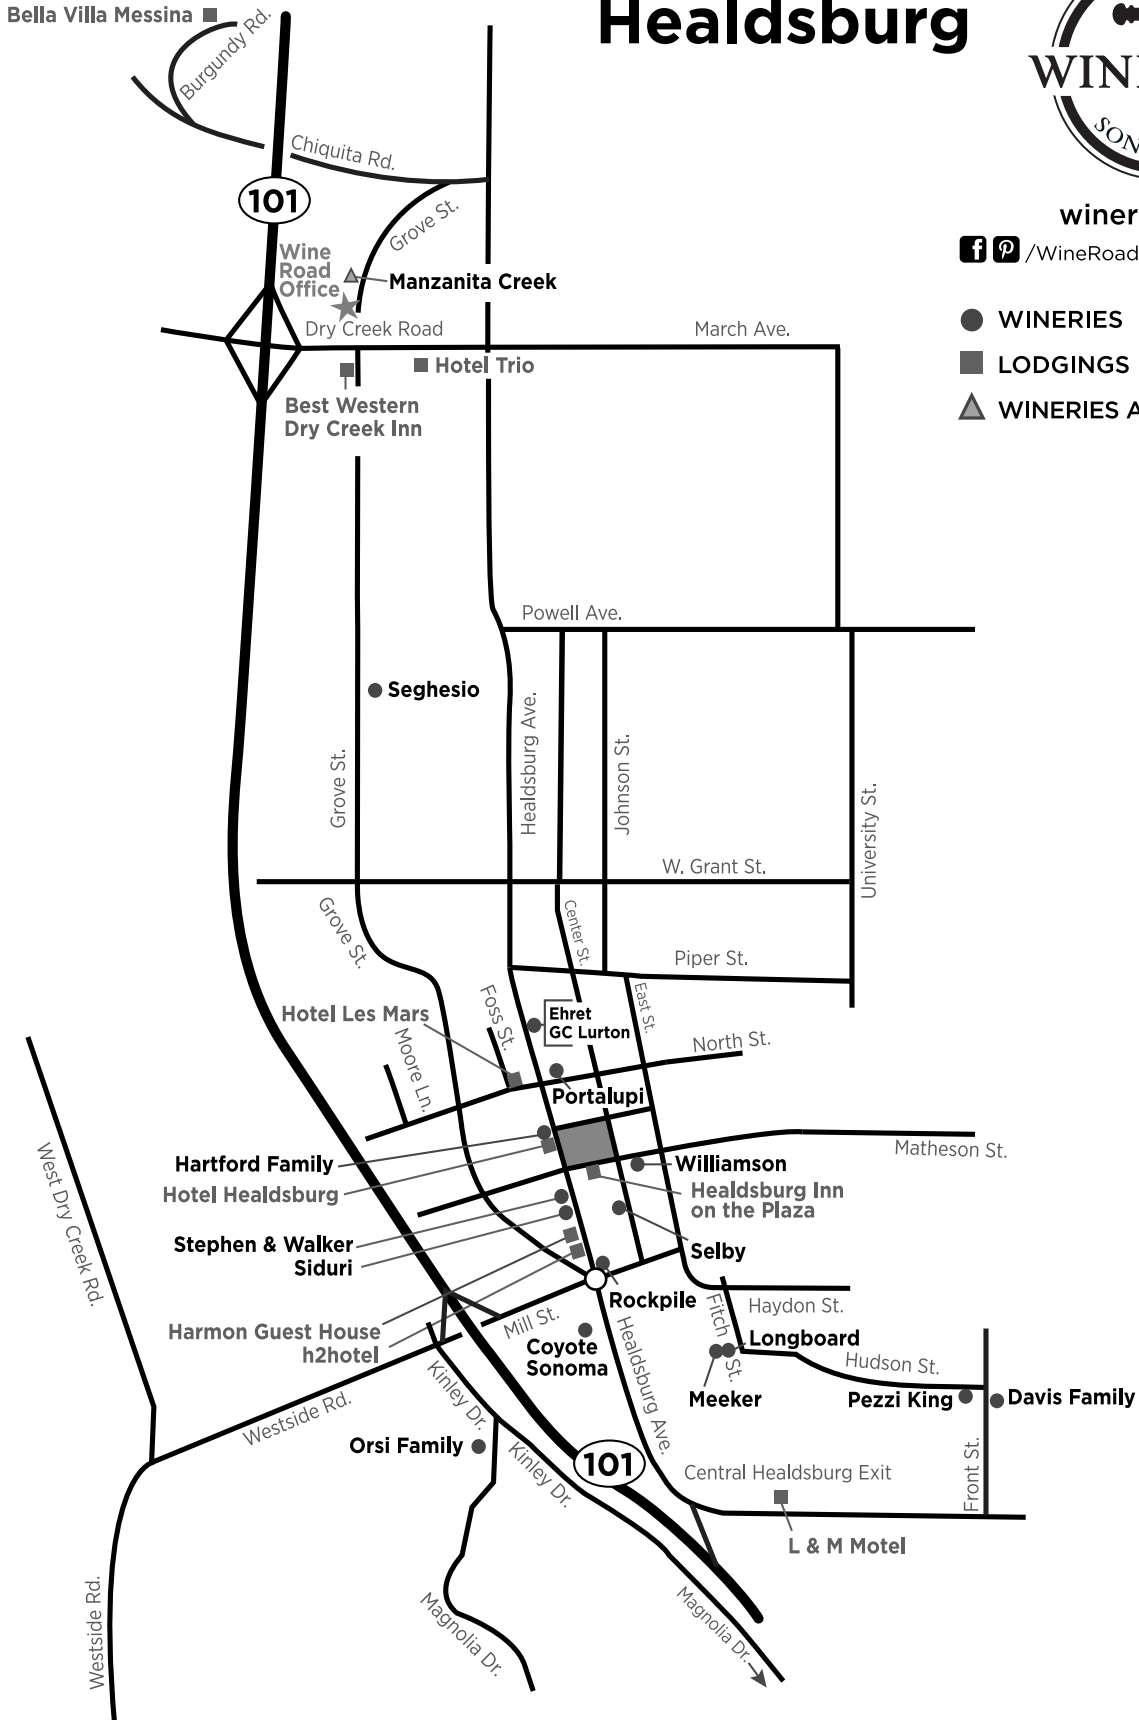 Bella Villa Messina
Healdsburg
Burgundy Rd.
WIN
SON
Chiquita Rd.
101
Grove St.
winer
Wine
Road
Office
/WineRoad
Manzanita Creek
Dry Creek Road
March Ave.
WINERIES
Hotel Trio
LODGINGS
Best Western
Dry Creek Inn
WINERIES A
Powell Ave.
Seghesio
Healdsburg Ave.
Grove St.
Johnson St.
University St.
W. Grant St.
Grove St.
Center St.
Piper St.
Hotel Les Mars
Foss St.
Ehret
GC Lurton
East St.
Moore Ln.
North St.
Portalupi
West Dry Creek Rd.
Hartford Family
Williamson
Matheson St.
Hotel Healdsburg
Healdsburg Inn
on the Plaza
Stephen & Walker
Siduri
Selby
Rockpile
Haydon St.
Fitch St.
Mill St.
Harmon Guest House
h2hotel
Coyote
Sonoma
Healdsburg Ave.
Longboard
Hudson St.
Meeker
Pezzi King
Davis Family
Kinley Dr.
Westside Rd.
Orsi Family
Kinley Dr.
101
Central Healdsburg Exit
Front St.
L & M Motel
Westside Rd.
Magnolia Dr.
Magnolia Dr.